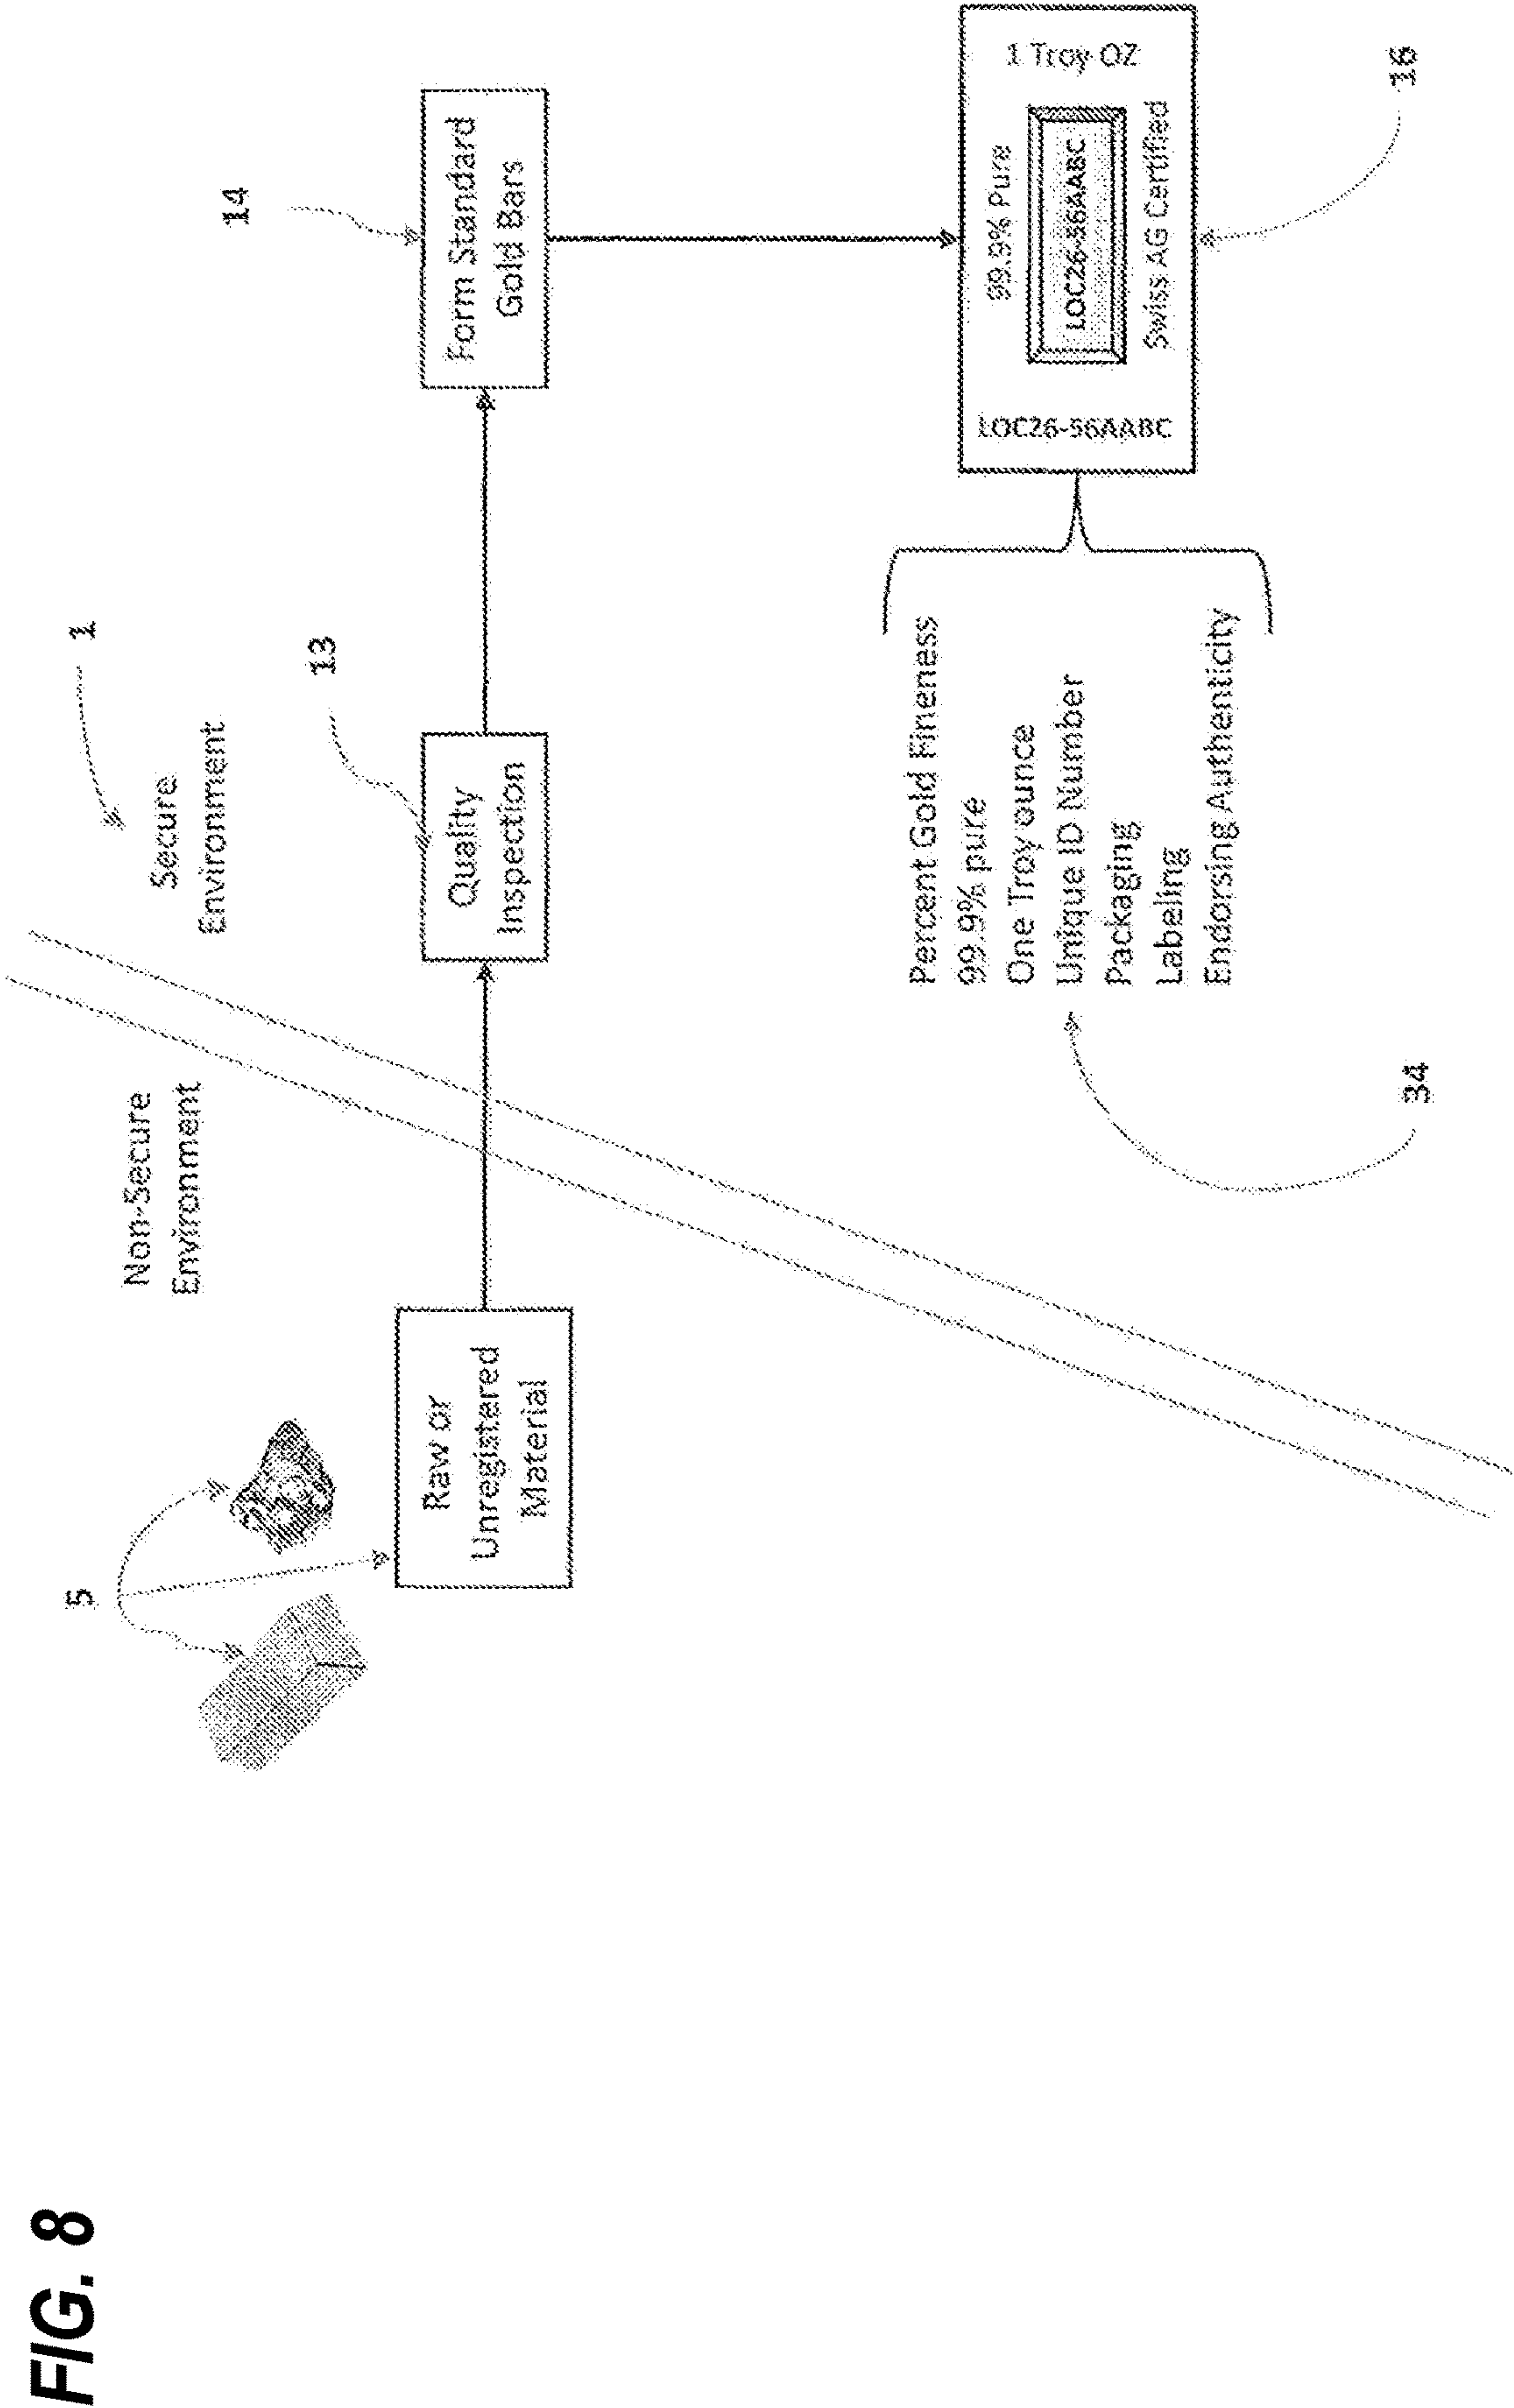 FIG. 8
5
Raw or
Unregistered
Material
Non-Secure
Environment
1
Secure
Environment
13
Quality
Inspection
14
Form Standard
Gold Bars
34
Percent Gold Fineness
99.9% pure
One Troy ounce
Unique ID Number
Packaging
Labeling
Endorsing Authenticity
LOC26-56AABC
99.9% Pure
LOC26-56AABC
Swiss AG Certified
1 Troy OZ
16